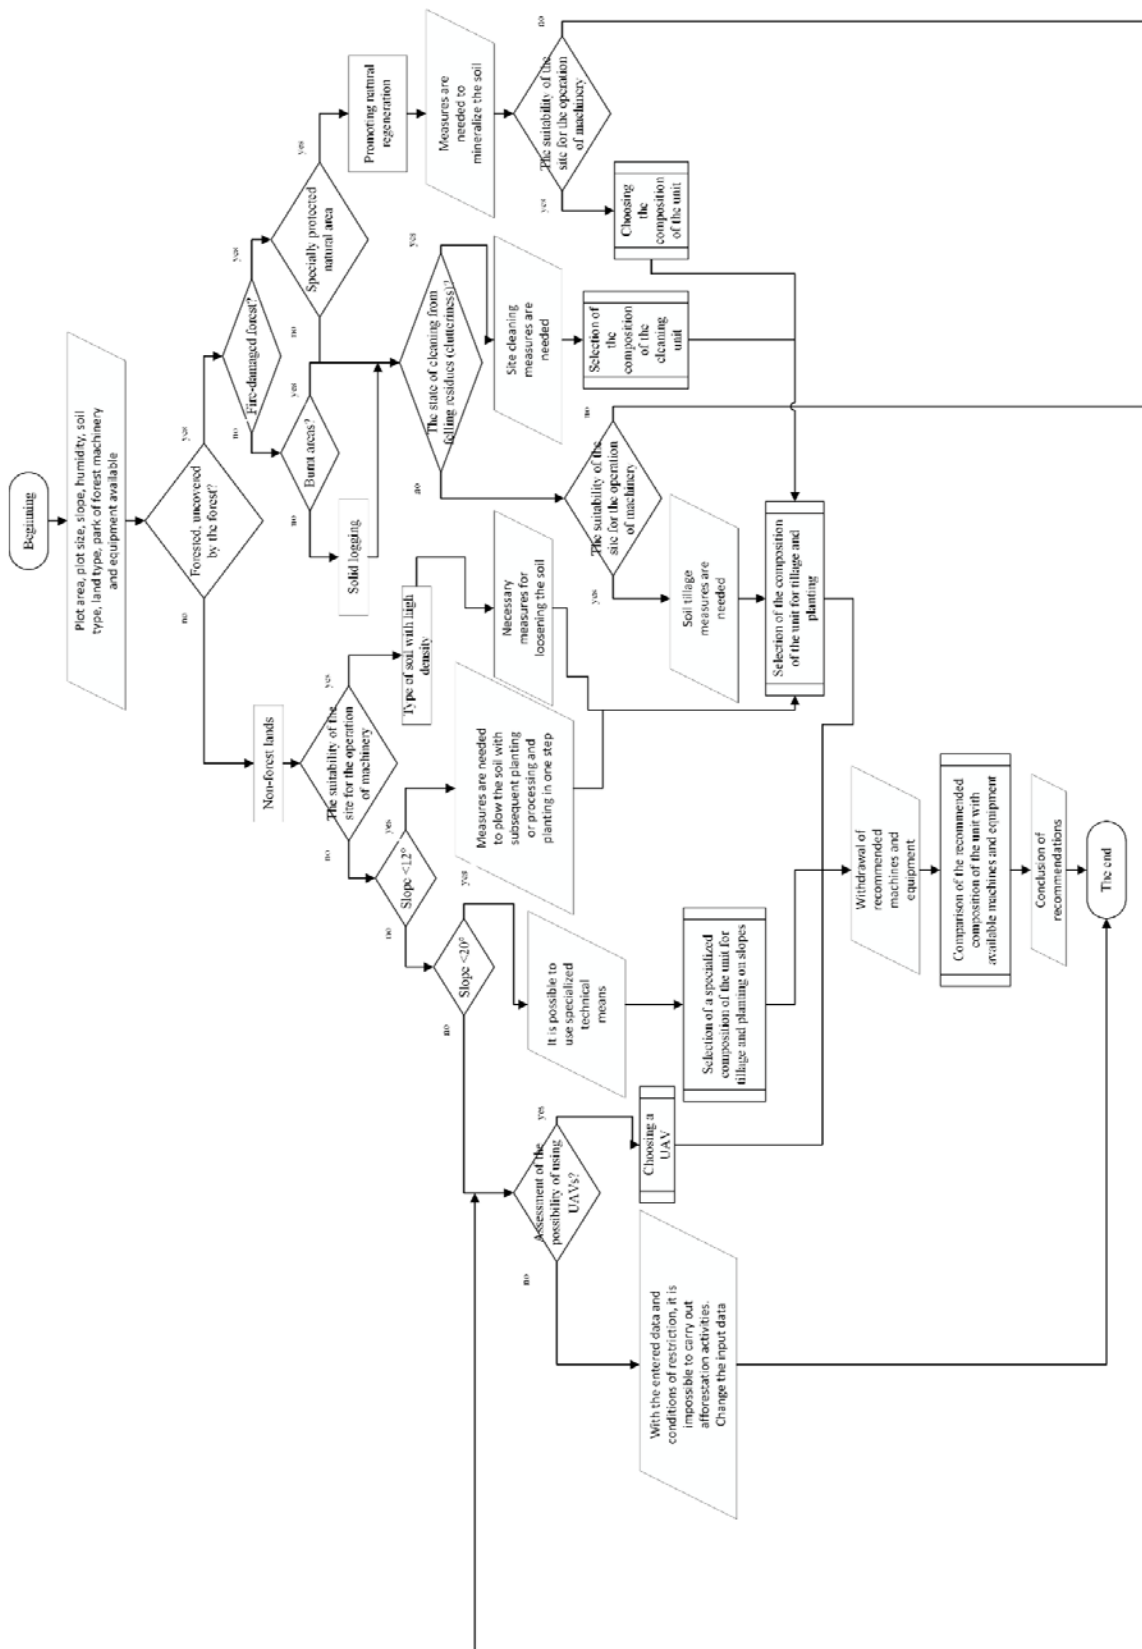 Beginning
Plot area, plot size, slope, humidity, soil
type, land type, park of forest machinery
and equipment available
Forested, uncovered
by the forest?
no
yes
Non-forest lands
The suitability of the
site for the operation
of machinery
no
yes
Slope <12°
no
yes
Type of soil with high
density
Necessary
measures for
loosening the soil
Measures are needed
to plow the soil with
subsequent planting
or processing and
planting in one step
Slope <20°
no
yes
It is possible to
use specialized
technical
means
Selection of a specialized
composition of the unit for
tillage and planting on slopes
Assessment of the
possibility of using
UAVs?
no
yes
Choosing a
UAV
With the entered data and
conditions of restriction, it is
impossible to carry out
afforestation activities.
Change the input data
Fire-damaged forest?
no
yes
Burnt areas?
no
yes
Solid logging
Specially protected
natural area
no
yes
Promoting natural
regeneration
Measures are
needed to
mineralize the soil
The suitability of the
site for the operation
of machinery
yes
no
Choosing
the
composition
of the unit
The state of cleaning from
felling residues (clutteriness)?
no
yes
Site cleaning
measures are
needed
Selection of
the
composition
of the
cleaning
unit
The suitability of the
site for the operation
of machinery
yes
no
Soil tillage
measures are
needed
Selection of the composition
of the unit for tillage and
planting
Withdrawal of
recommended
machines and
equipment
Comparison of the recommended
composition of the unit with
available machines and equipment
Conclusion of
recommendations
The end